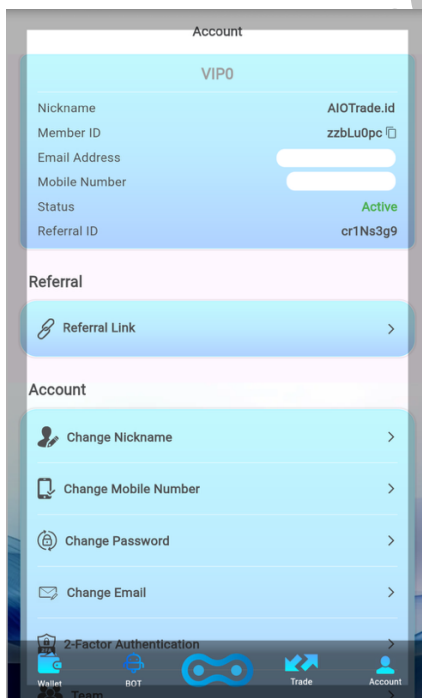 Account
VIP0
Nickname AIOTrade.id
Member ID zzbLu0pc
Email Address
Mobile Number
Status Active
Referral ID cr1Ns3g9
Referral
Referral Link
Account
Change Nickname
Change Mobile Number
Change Password
Change Email
2-Factor Authentication
Wallet BOT Trade Account
Team